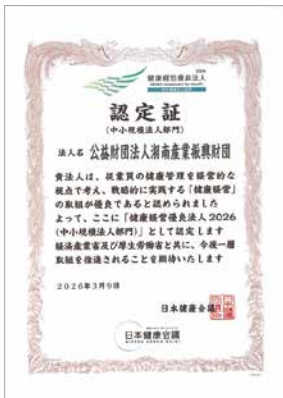 2026
健康経営優良法人
Health and productivity
認定証
(中小規模法人部門)
法人名 公益財団法人湘南産業振興財団
貴法人は、従業員の健康管理を経営的な
視点で考え、戦略的に実践する「健康経営」
の取組が優良であると認められました
よって、ここに「健康経営優良法人2026
(中小規模法人部門)」として認定します
経済産業省及び厚生労働省と共に、今後一層
取組を推進されることを期待いたします
2026年3月9日
日本健康会議
日本健康会議
NIPPON KENKO KAIGI